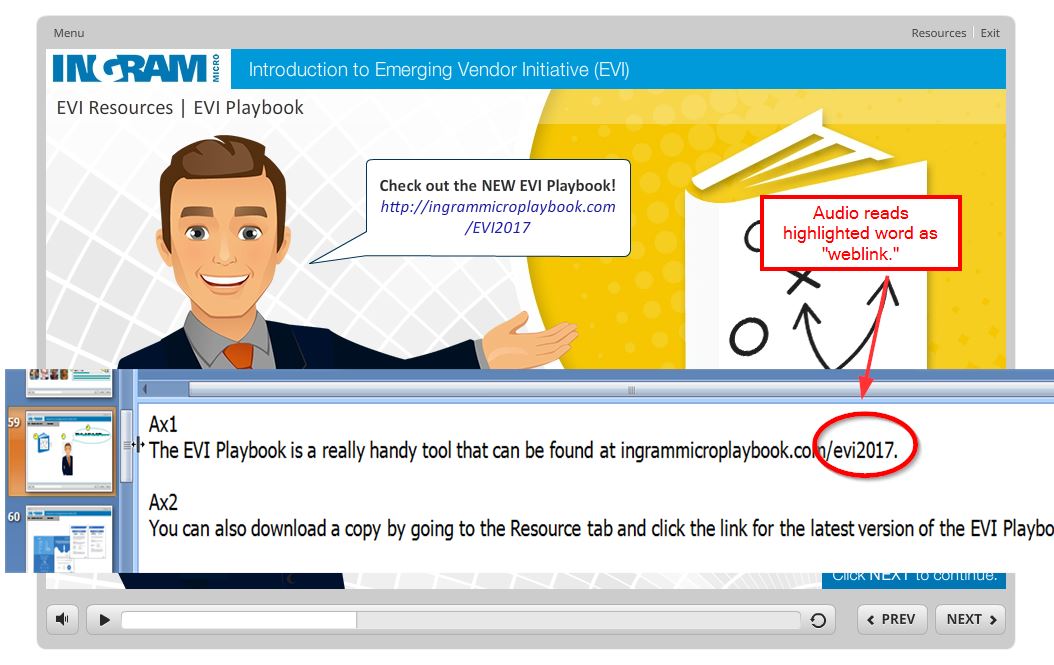 Menu
Resources | Exit
INGRAM MICRO
Introduction to Emerging Vendor Initiative (EVI)
EVI Resources | EVI Playbook
Check out the NEW EVI Playbook!
http://ingrammicroplaybook.com
/EVI2017
Audio reads
highlighted word as
"weblink."
59
Ax1
The EVI Playbook is a really handy tool that can be found at ingrammicroplaybook.com/evi2017.
60
Ax2
You can also download a copy by going to the Resource tab and click the link for the latest version of the EVI Playbo
Click NEXT to continue.
PREV
NEXT